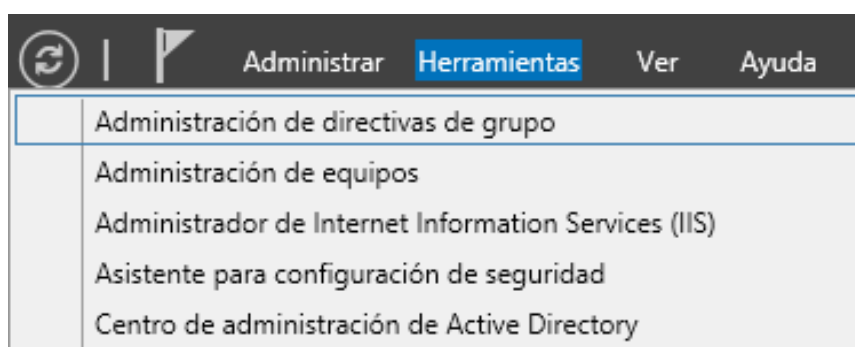 Administrar Herramientas Ver Ayuda
Administración de directivas de grupo
Administración de equipos
Administrador de Internet Information Services (IIS)
Asistente para configuración de seguridad
Centro de administración de Active Directory